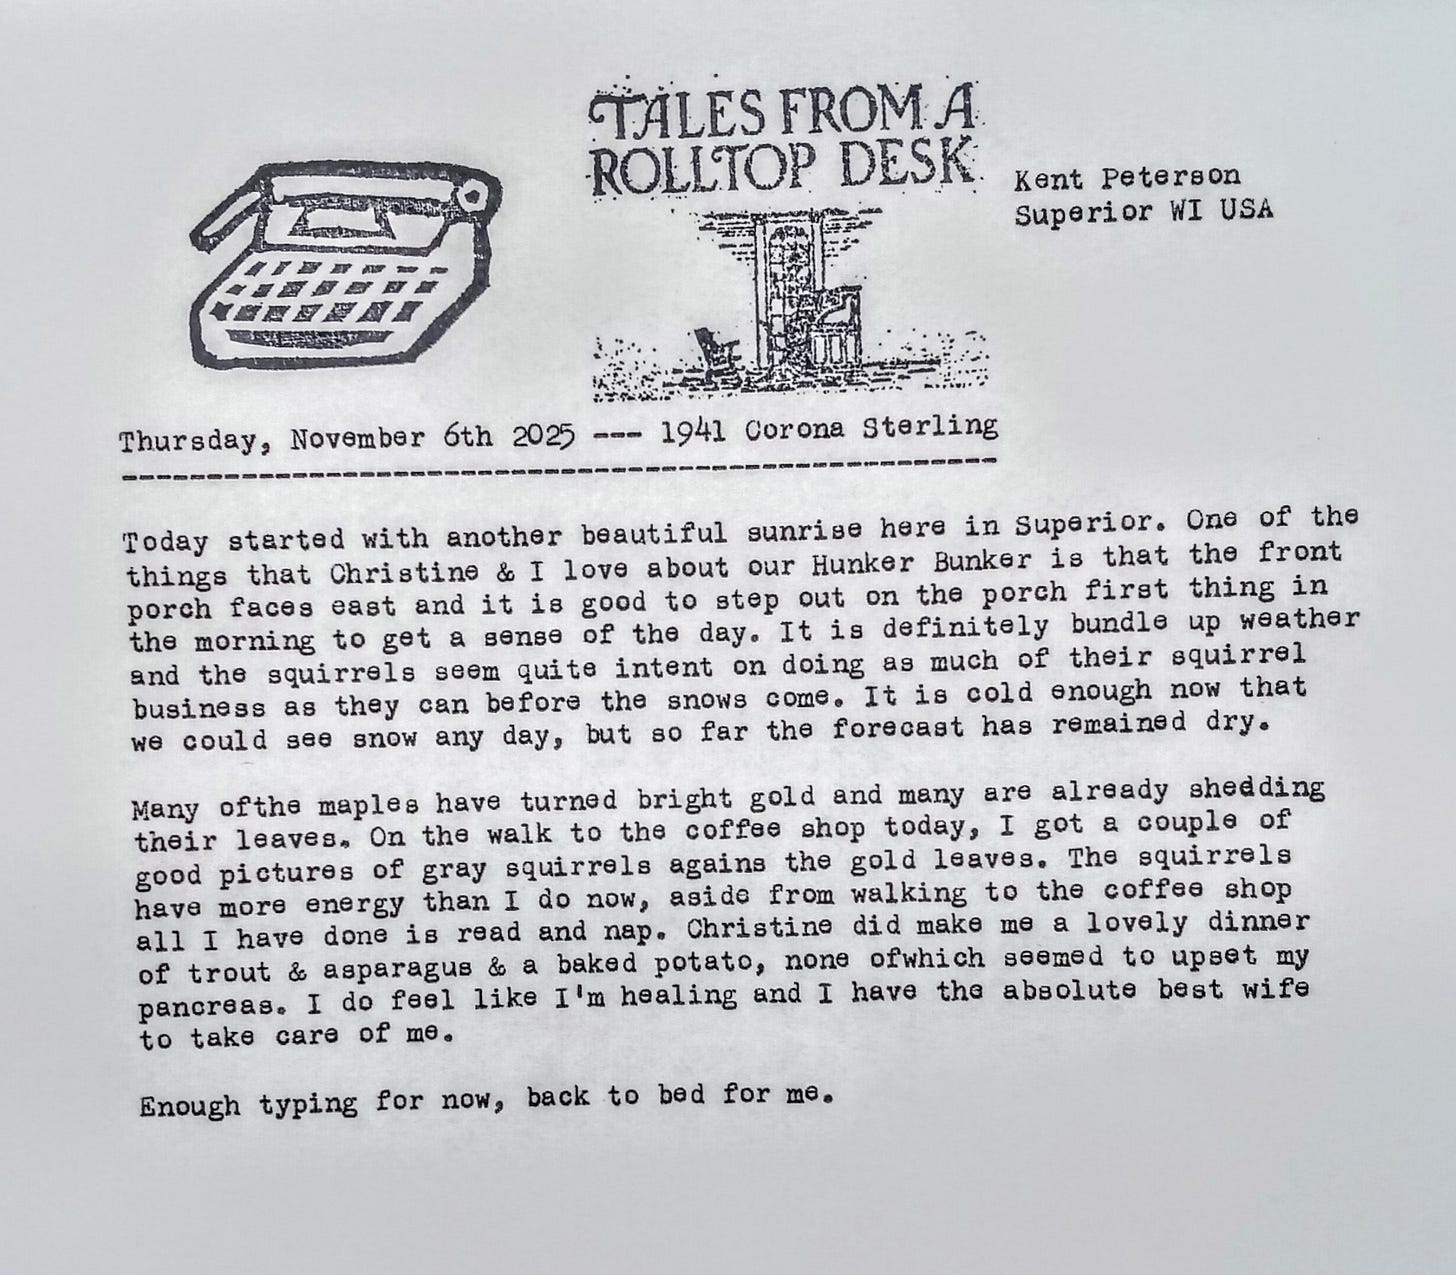 TALES FROM A
ROLLTOP DESK
Kent Peterson
Superior WI USA
Thursday, November 6th 2025 --- 1941 Corona Sterling
----------------------------------------------------
Today started with another beautiful sunrise here in Superior. One of the
things that Christine & I love about our Hunker Bunker is that the front
porch faces east and it is good to step out on the porch first thing in
the morning to get a sense of the day. It is definitely bundle up weather
and the squirrels seem quite intent on doing as much of their squirrel
business as they can before the snows come. It is cold enough now that
we could see snow any day, but so far the forecast has remained dry.
Many ofthe maples have turned bright gold and many are already shedding
their leaves. On the walk to the coffee shop today, I got a couple of
good pictures of gray squirrels agains the gold leaves. The squirrels
have more energy than I do now, aside from walking to the coffee shop
all I have done is read and nap. Christine did make me a lovely dinner
of trout & asparagus & a baked potato, none ofwhich seemed to upset my
pancreas. I do feel like I'm healing and I have the absolute best wife
to take care of me.
Enough typing for now, back to bed for me.